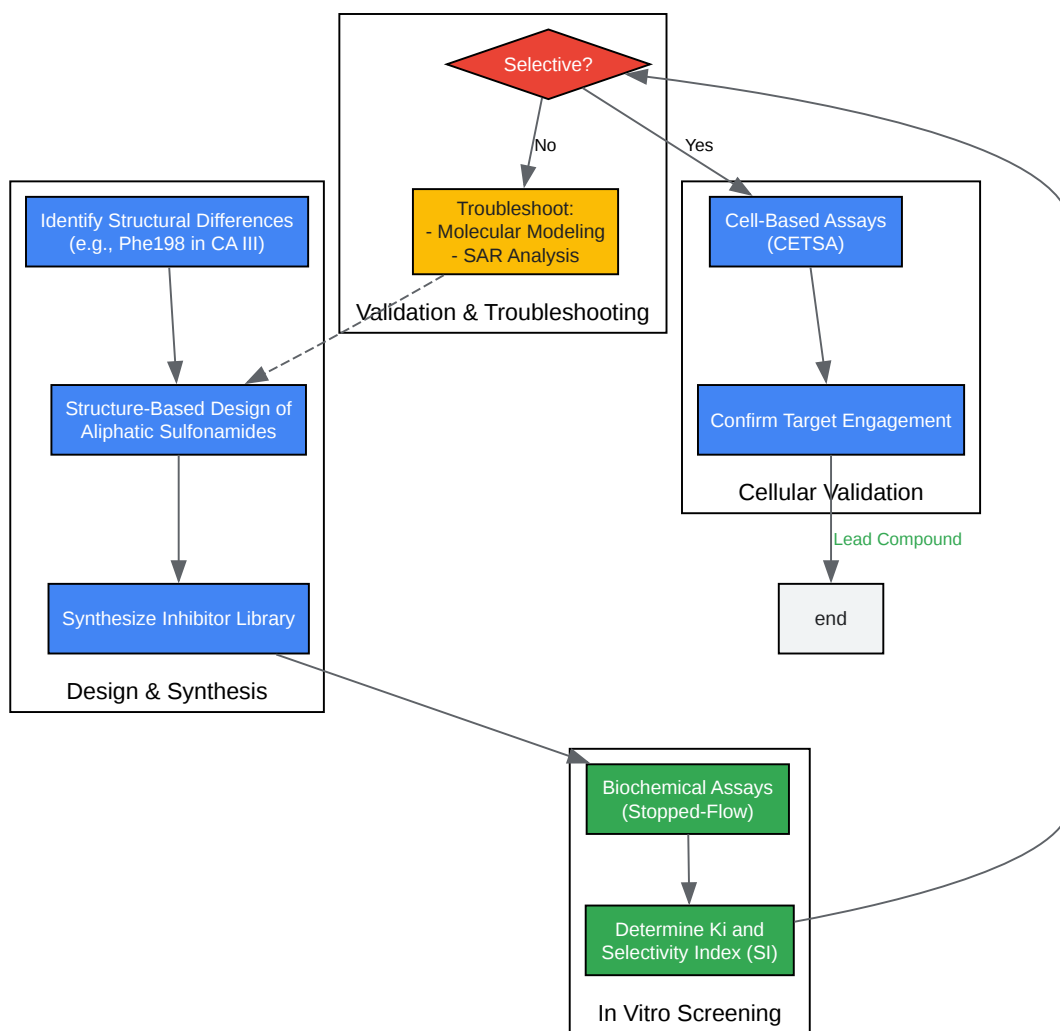 Selective?
No
Yes
Troubleshoot:
- Molecular Modeling
- SAR Analysis
Validation & Troubleshooting
Identify Structural Differences
(e.g., Phe198 in CA III)
Structure-Based Design of
Aliphatic Sulfonamides
Synthesize Inhibitor Library
Design & Synthesis
Cell-Based Assays
(CETSA)
Confirm Target Engagement
Cellular Validation
Lead Compound
end
Biochemical Assays
(Stopped-Flow)
Determine Ki and
Selectivity Index (SI)
In Vitro Screening